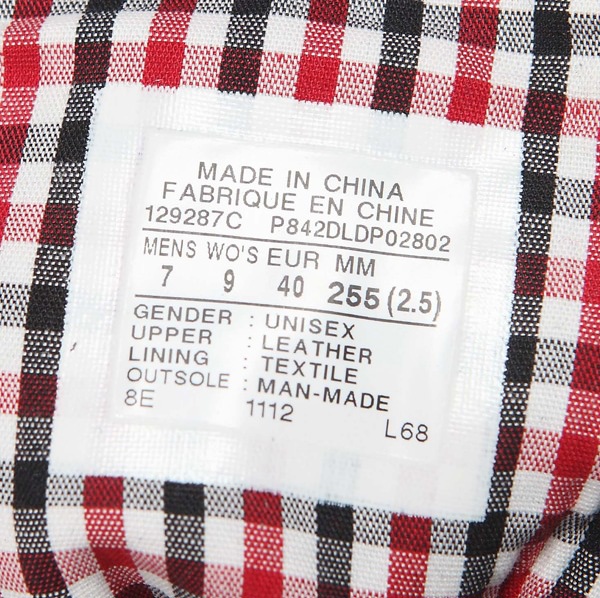 MADE IN CHINA
FABRIQUE EN CHINE
129287C P842DLDP02802
MENS WO'S EUR MM
7 9 40 255 (2.5)
GENDER : UNISEX
UPPER : LEATHER
LINING : TEXTILE
OUTSOLE : MAN-MADE
8E 1112 L68